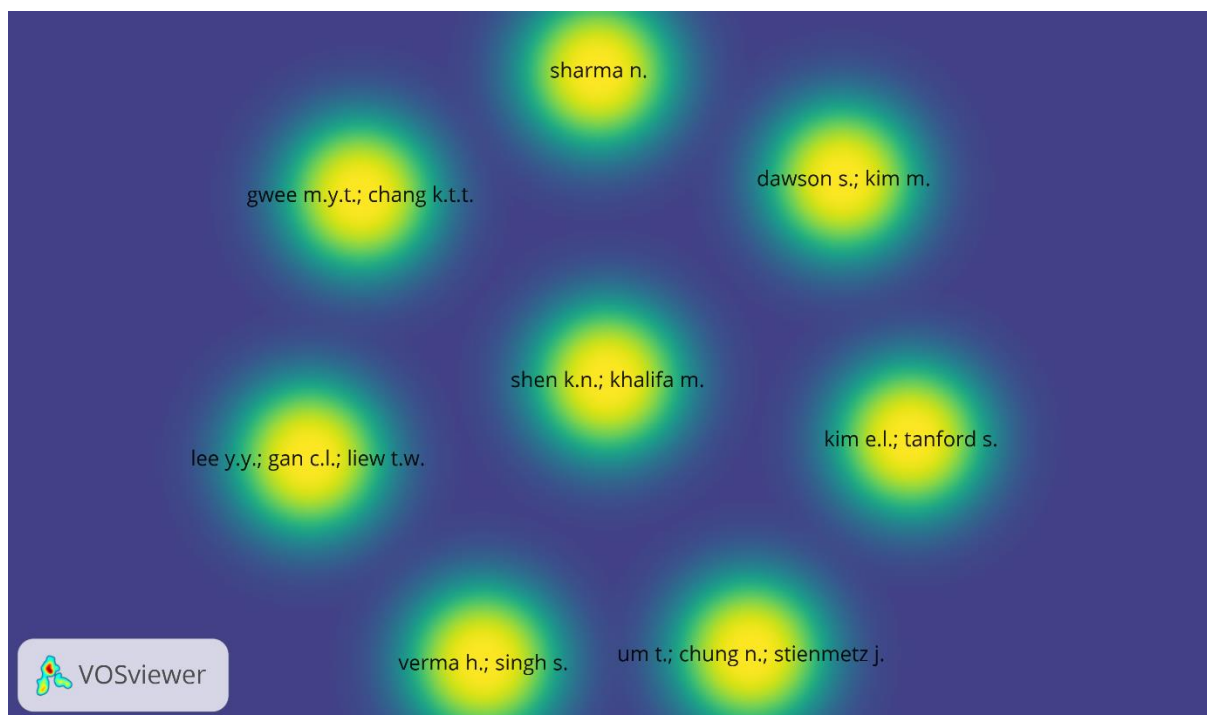 sharma n.
dawson s.; kim m.
gwee m.y.t.; chang k.t.t.
shen k.n.; khalifa m.
kim e.l.; tanford s.
lee y.y.; gan c.l.; liew t.w.
um t.; chung n.; stienmetz j.
verma h.; singh s.
VOSviewer